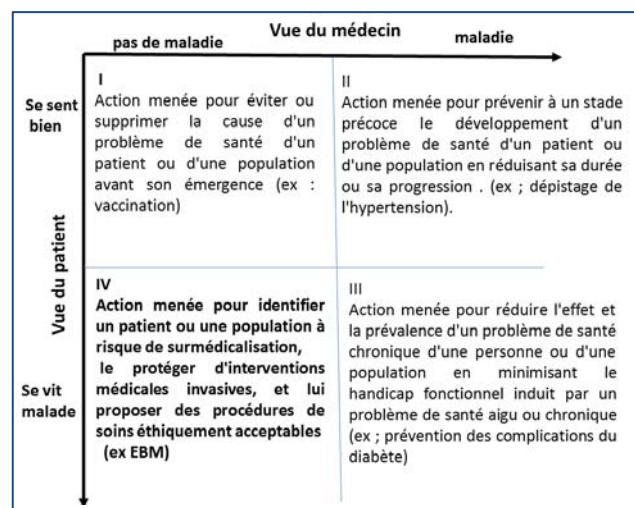 Vue du médecin
pas de maladie
maladie
Se sent
bien
I
Action menée pour éviter ou
supprimer la cause d'un
problème de santé d'un
patient ou d'une population
avant son émergence (ex :
vaccination)
II
Action menée pour prévenir à un stade
précoce le développement d'un
problème de santé d'un patient ou
d'une population en réduisant sa durée
ou sa progression . (ex ; dépistage de
l'hypertension).
Vue du patient
Se vit
malade
IV
Action menée pour identifier
un patient ou une population à
risque de surmédicalisation,
le protéger d'interventions
médicales invasives, et lui
proposer des procédures de
soins éthiquement acceptables
(ex EBM)
III
Action menée pour réduire l'effet et
la prévalence d'un problème de santé
chronique d'une personne ou d'une
population en minimisant le
handicap fonctionnel induit par un
problème de santé aigu ou chronique
(ex ; prévention des complications du
diabète)